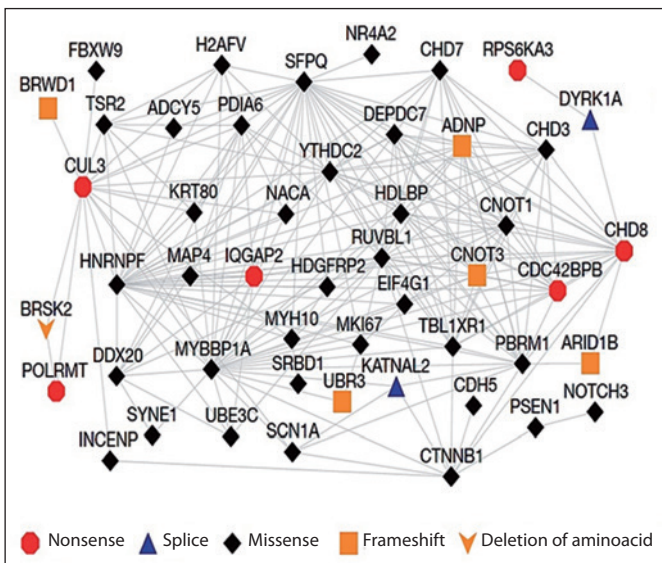 NR4A2
FBXW9 H2AFV SFPQ CHD7 RPS6KA3
BRWD1
TSR2 ADCY5 PDIA6 DEPDC7 ADNP DYRK1A
CHD3
YTHDC2
CUL3
KRT80 NACA HDLBP CNOT1
RUVBL1 CHD8
HNRNPF MAP4 IQGAP2 HDGFRP2 CNOT3 CDC42BPB
EIF4G1
BRSK2 MYH10 MKI67 TBL1XR1
POLRMT DDX20 MYBBP1A SRBD1 KATNAL2 PBRM1 ARID1B
UBR3 CDH5 NOTCH3
SYNE1 UBE3C SCN1A PSEN1
INCENP CTNNB1
Nonsense Splice Missense Frameshift Deletion of aminoacid